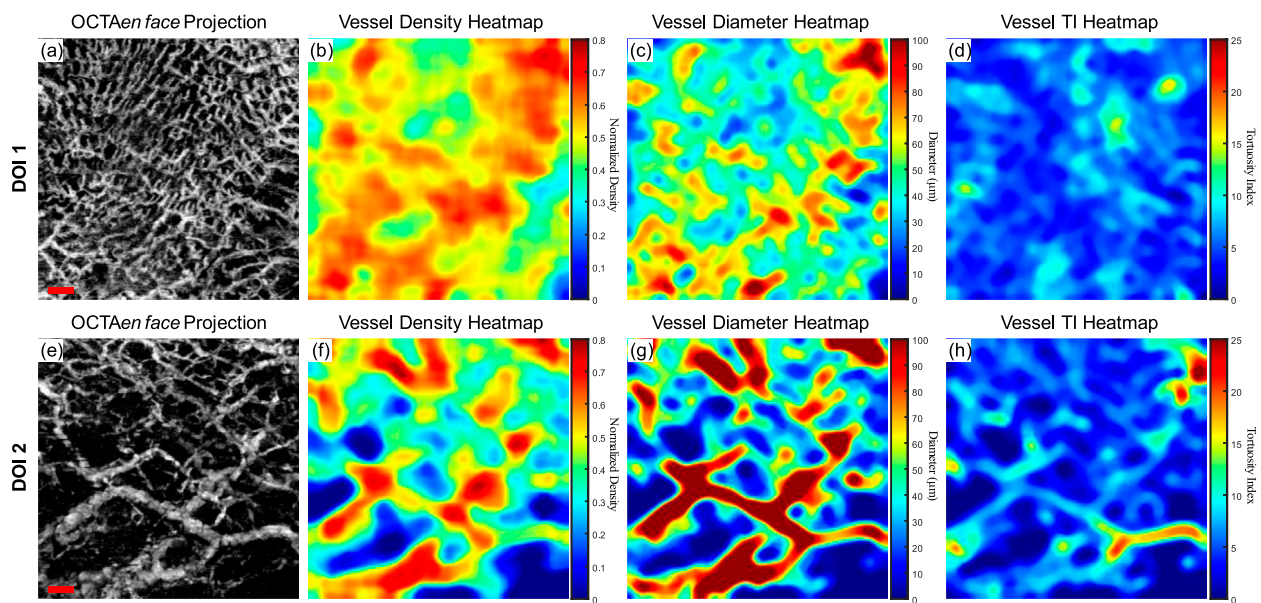 OCTAen face Projection
Vessel Density Heatmap
Vessel Diameter Heatmap
Vessel TI Heatmap
DOI 1
(a)
(b)
0.8
0.7
0.6
0.5
0.4
0.3
0.2
0.1
0
Normalized Density
(c)
100
90
80
70
60
50
40
30
20
10
0
Diameter (µm)
(d)
25
20
15
10
5
0
Tortuosity Index
OCTAen face Projection
Vessel Density Heatmap
Vessel Diameter Heatmap
Vessel TI Heatmap
DOI 2
(e)
(f)
0.8
0.7
0.6
0.5
0.4
0.3
0.2
0.1
0
Normalized Density
(g)
100
90
80
70
60
50
40
30
20
10
0
Diameter (µm)
(h)
25
20
15
10
5
0
Tortuosity Index